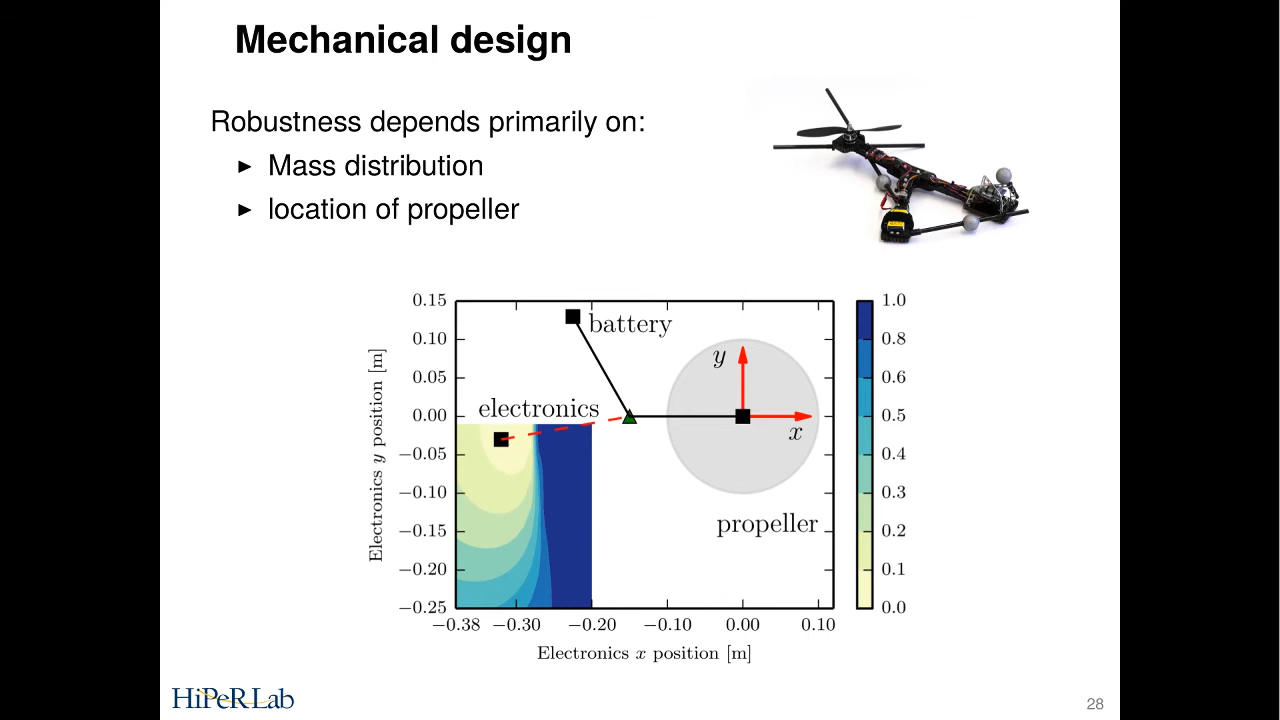 Mechanical design
Robustness depends primarily on:
► Mass distribution
► location of propeller
0.15
0.10
0.05
0.00
−0.05
−0.10
−0.15
−0.20
−0.25
Electronics y position [m]
battery
electronics
y
x
propeller
−0.38 −0.30 −0.20 −0.10 0.00 0.10
Electronics x position [m]
1.0
0.8
0.6
0.5
0.4
0.3
0.2
0.1
0.0
HiPeRLab
28